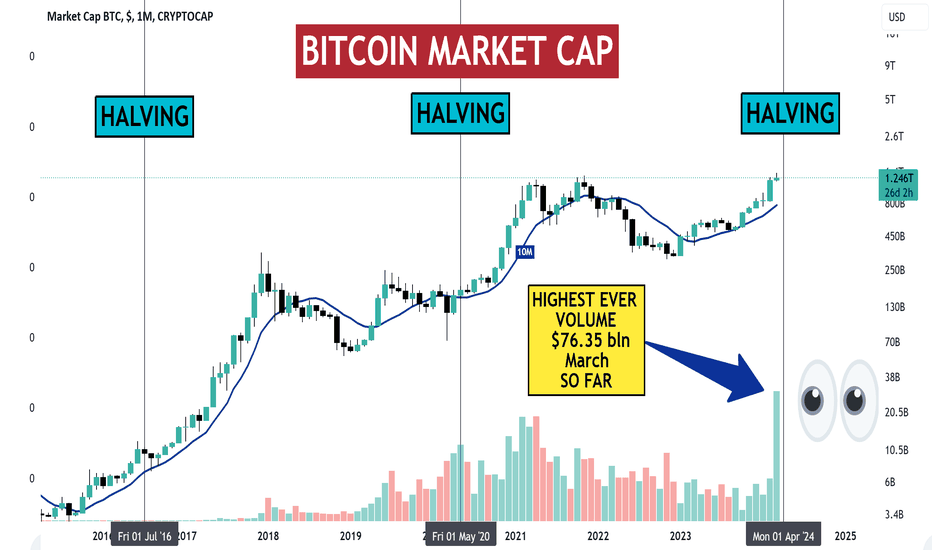 Market Cap BTC, $, 1M, CRYPTOCAP
USD
BITCOIN MARKET CAP
HALVING
HALVING
HALVING
0
0
0
0
0
0
0
9T
5T
2.6T
1.246T
26d 2h
800B
450B
250B
130B
70B
38B
20.5B
10.5B
6B
3.4B
10M
HIGHEST EVER
VOLUME
$76.35 bln
March
SO FAR
2016
Fri 01 Jul '16
2017
2018
2019
Fri 01 May '20
2021
2022
2023
Mon 01 Apr '24
2025